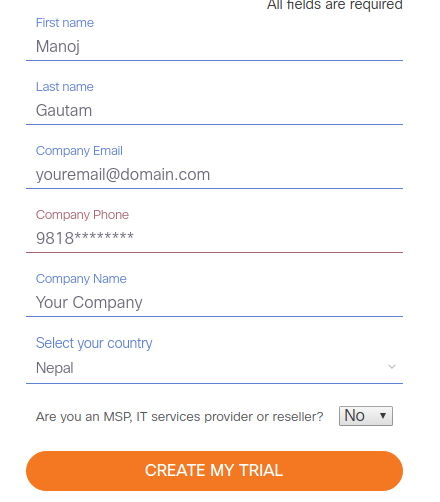 All fields are required
First name
Manoj
Last name
Gautam
Company Email
youremail@domain.com
Company Phone
9818********
Company Name
Your Company
Select your country
Nepal
Are you an MSP, IT services provider or reseller? No
CREATE MY TRIAL